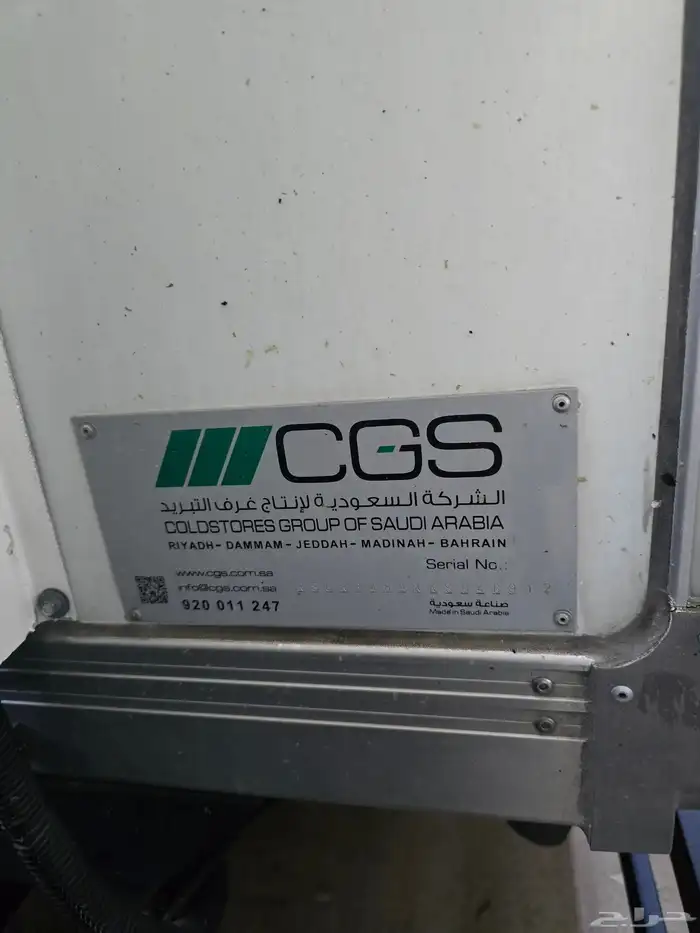 CGS
الشركة السعودية لإنتاج غرف التبريد
COLDSTORES GROUP OF SAUDI ARABIA
RIYADH - DAMMAM - JEDDAH - MADINAH - BAHRAIN
Serial No.:
www.cgs.com.sa
info@cgs.com.sa
920 011 247
صناعة سعودية
Made in Saudi Arabia
حراج